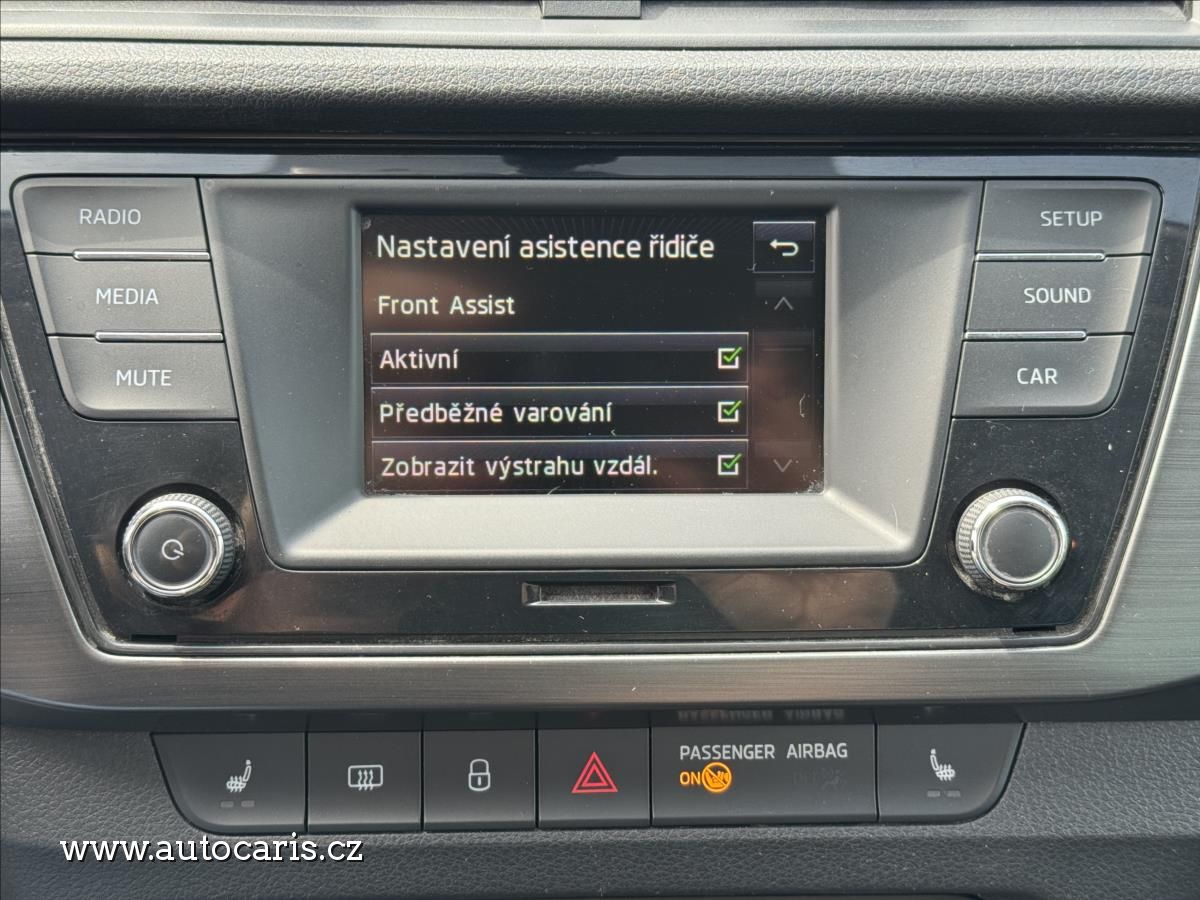 RADIO
MEDIA
MUTE
Nastavení asistence řidiče
Front Assist
Aktivní
Předběžné varování
Zobrazit výstrahu vzdál.
SETUP
SOUND
CAR
PASSENGER AIRBAG
ON
www.autocaris.cz